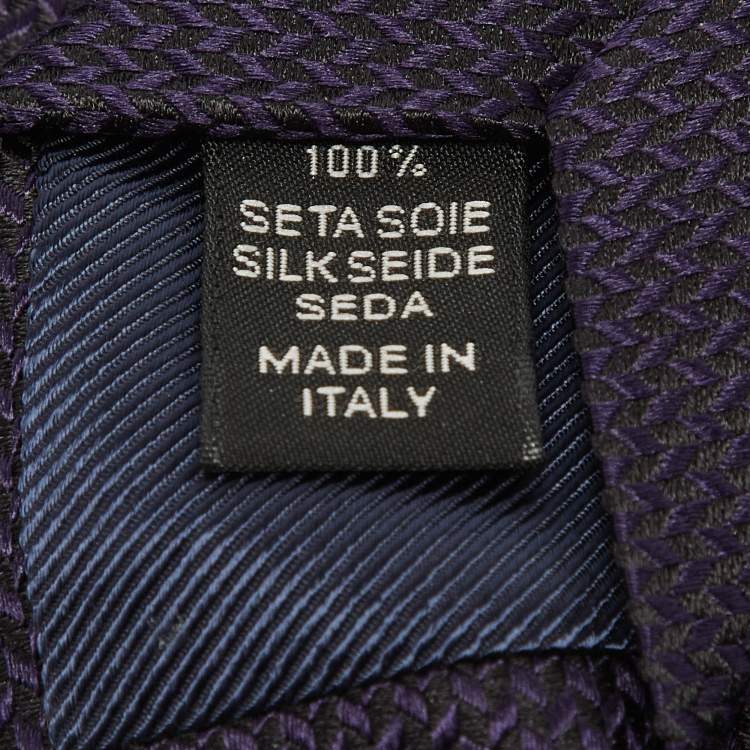 100%
SETA SOIE
SILK SEIDE
SEDA
MADE IN
ITALY